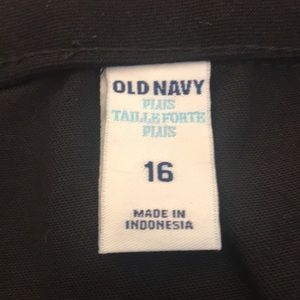 OLD NAVY
PLUS
TAILLE FORTE
PLUS
16
MADE IN
INDONESIA